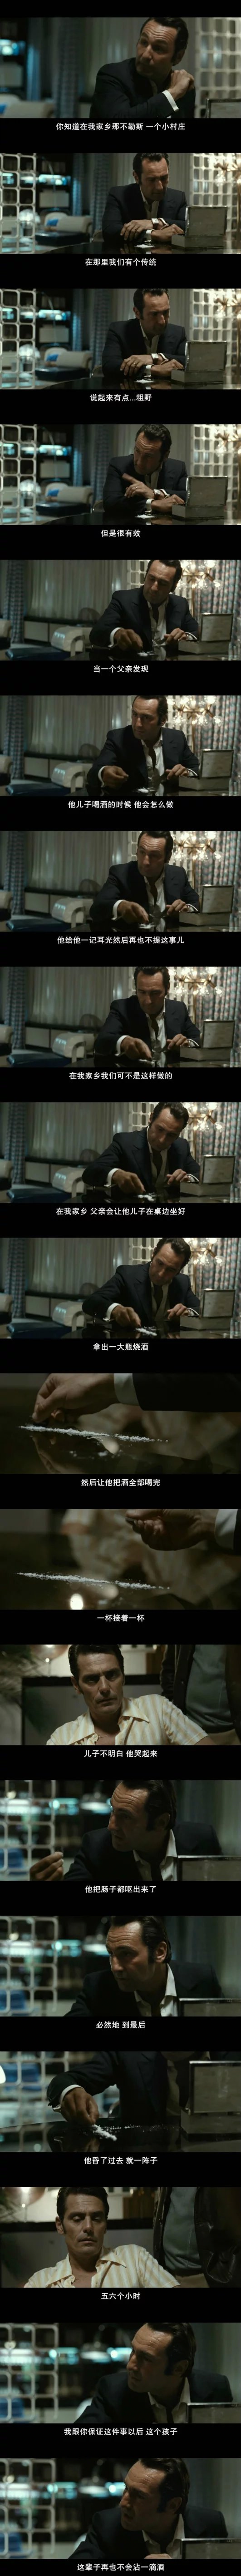 你知道在我家乡那不勒斯 一个小村庄
在那里我们有个传统
说起来有点...粗野
但是很有效
当一个父亲发现
他儿子喝酒的时候 他会怎么做
他给他一记耳光然后再也不提这事儿
在我家乡我们可不是这样做的
在我家乡 父亲会让他儿子在桌边坐好
拿出一大瓶烧酒
然后让他把酒全部喝完
一杯接着一杯
儿子不明白 他哭起来
他把肠子都呕出来了
必然地 到最后
他昏了过去 就一阵子
五六个小时
我跟你保证这件事以后 这个孩子
这辈子再也不会沾一滴酒